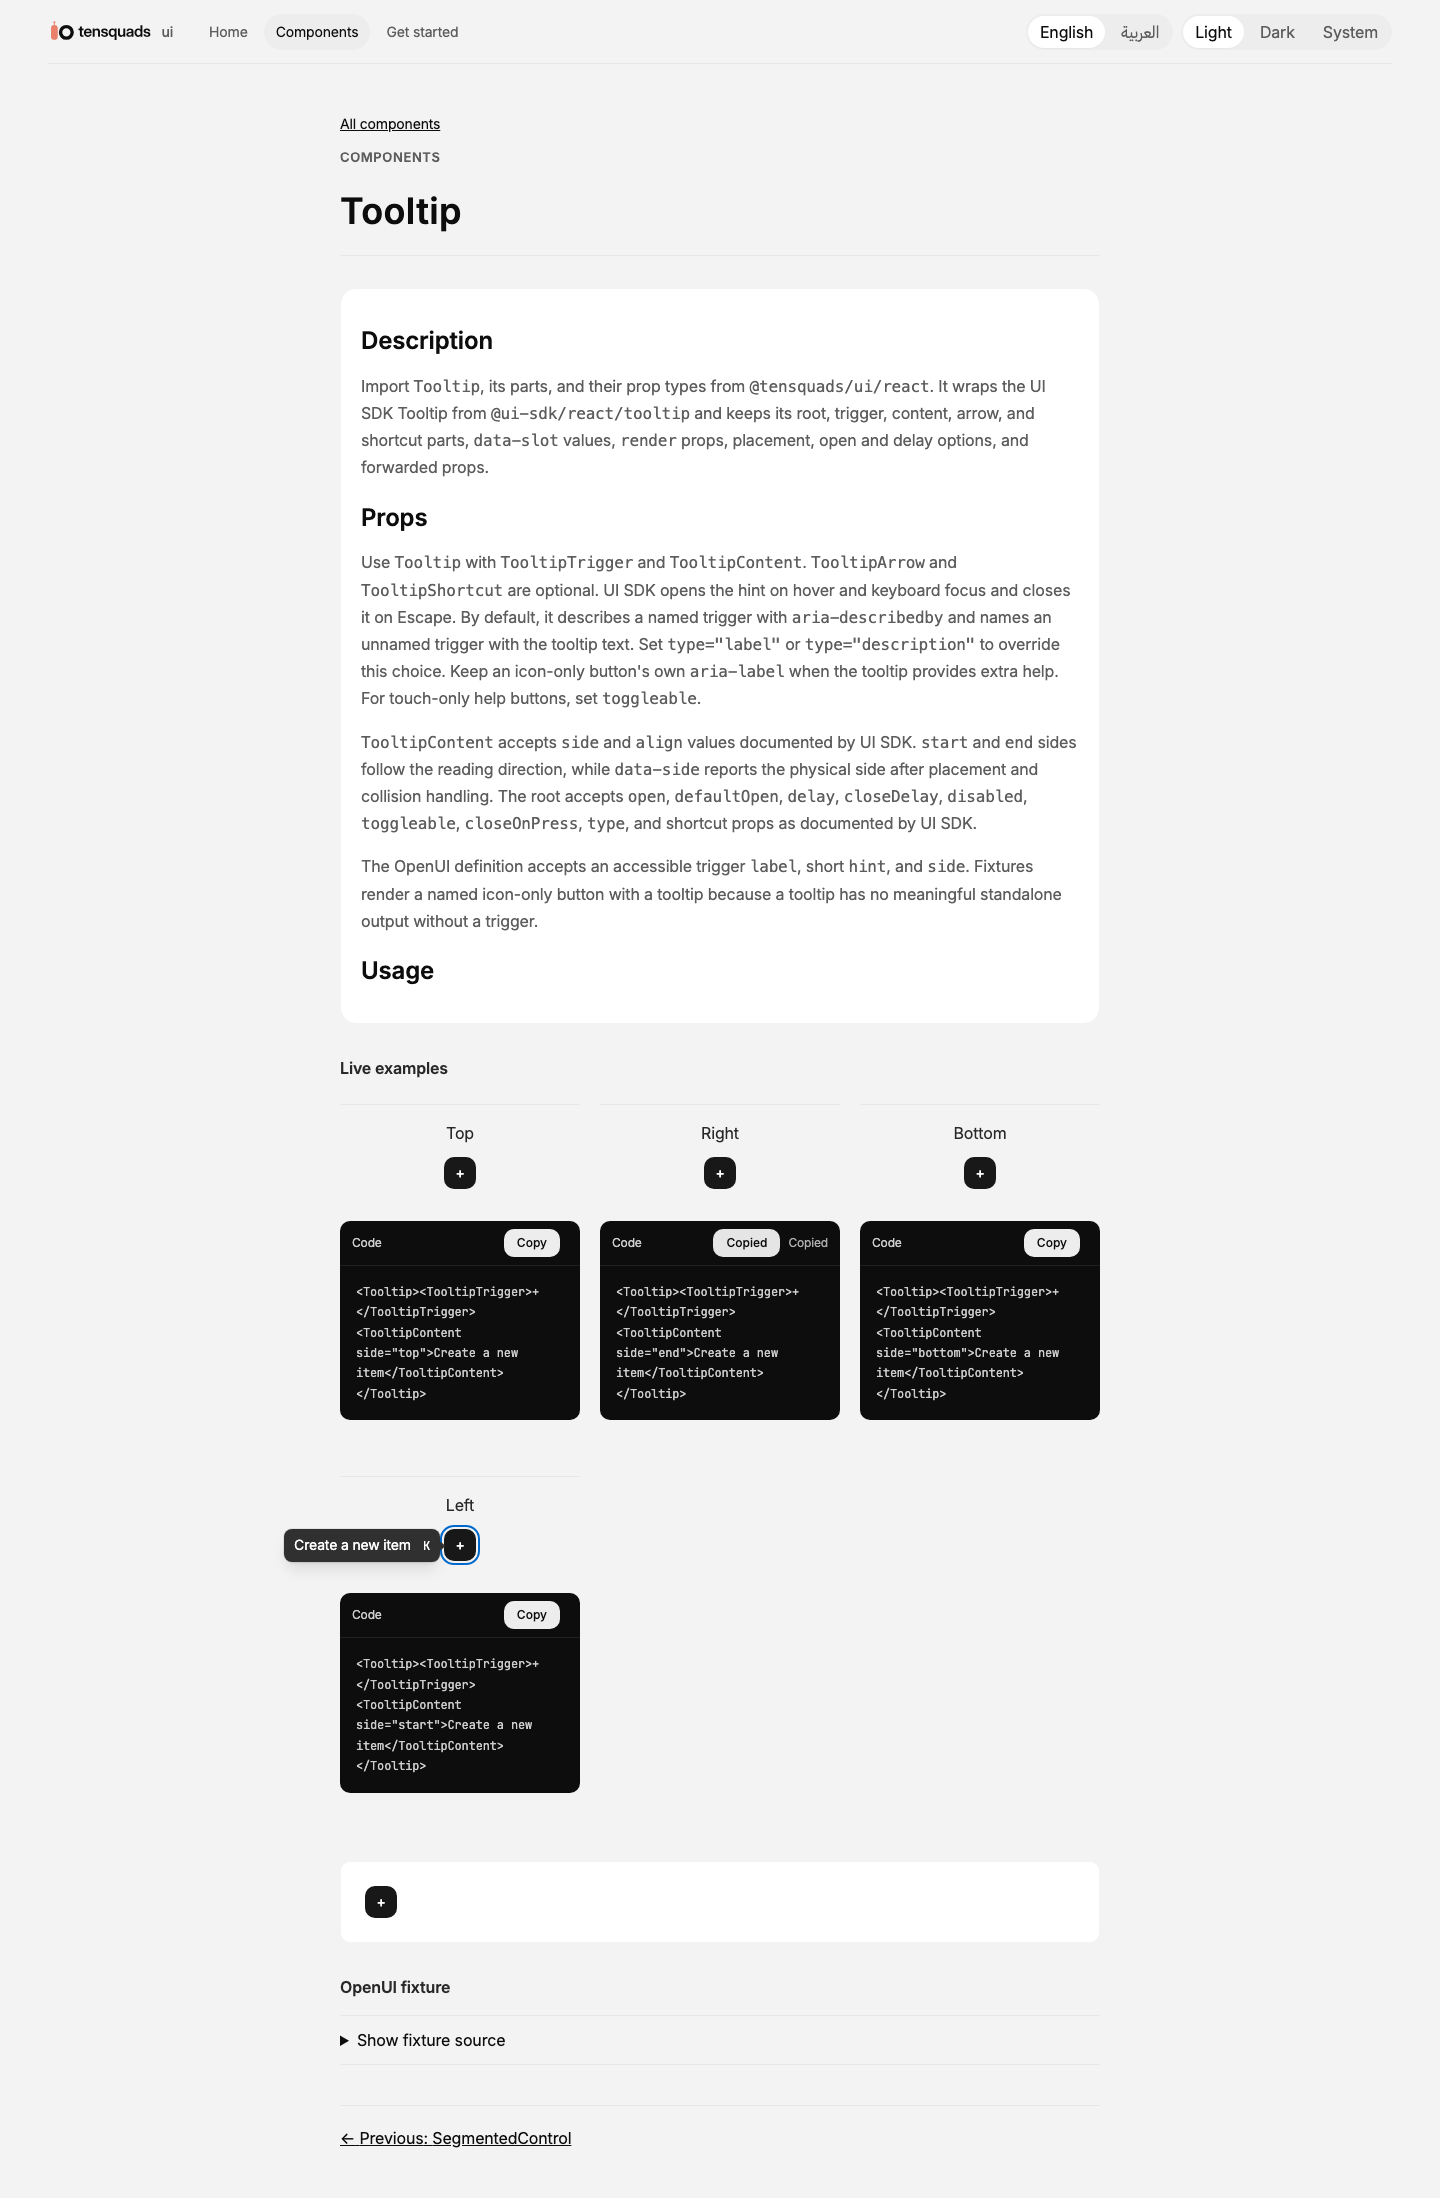 tensquads ui
Home
Components
Get started
English
العربية
Light
Dark
System
All components
COMPONENTS
Tooltip
Description
Import Tooltip, its parts, and their prop types from @tensquads/ui/react. It wraps the UI
SDK Tooltip from @ui-sdk/react/tooltip and keeps its root, trigger, content, arrow, and
shortcut parts, data-slot values, render props, placement, open and delay options, and
forwarded props.
Props
Use Tooltip with TooltipTrigger and TooltipContent. TooltipArrow and
TooltipShortcut are optional. UI SDK opens the hint on hover and keyboard focus and closes
it on Escape. By default, it describes a named trigger with aria-describedby and names an
unnamed trigger with the tooltip text. Set type="label" or type="description" to override
this choice. Keep an icon-only button's own aria-label when the tooltip provides extra help.
For touch-only help buttons, set toggleable.
TooltipContent accepts side and align values documented by UI SDK. start and end sides
follow the reading direction, while data-side reports the physical side after placement and
collision handling. The root accepts open, defaultOpen, delay, closeDelay, disabled,
toggleable, closeOnPress, type, and shortcut props as documented by UI SDK.
The OpenUI definition accepts an accessible trigger label, short hint, and side. Fixtures
render a named icon-only button with a tooltip because a tooltip has no meaningful standalone
output without a trigger.
Usage
Live examples
Top
+
Code
Copy
<Tooltip><TooltipTrigger>+
</TooltipTrigger>
<TooltipContent
side="top">Create a new
item</TooltipContent>
</Tooltip>
Right
+
Code
Copied
Copied
<Tooltip><TooltipTrigger>+
</TooltipTrigger>
<TooltipContent
side="end">Create a new
item</TooltipContent>
</Tooltip>
Bottom
+
Code
Copy
<Tooltip><TooltipTrigger>+
</TooltipTrigger>
<TooltipContent
side="bottom">Create a new
item</TooltipContent>
</Tooltip>
Left
Create a new item K
+
Code
Copy
<Tooltip><TooltipTrigger>+
</TooltipTrigger>
<TooltipContent
side="start">Create a new
item</TooltipContent>
</Tooltip>
+
OpenUI fixture
▶ Show fixture source
← Previous: SegmentedControl